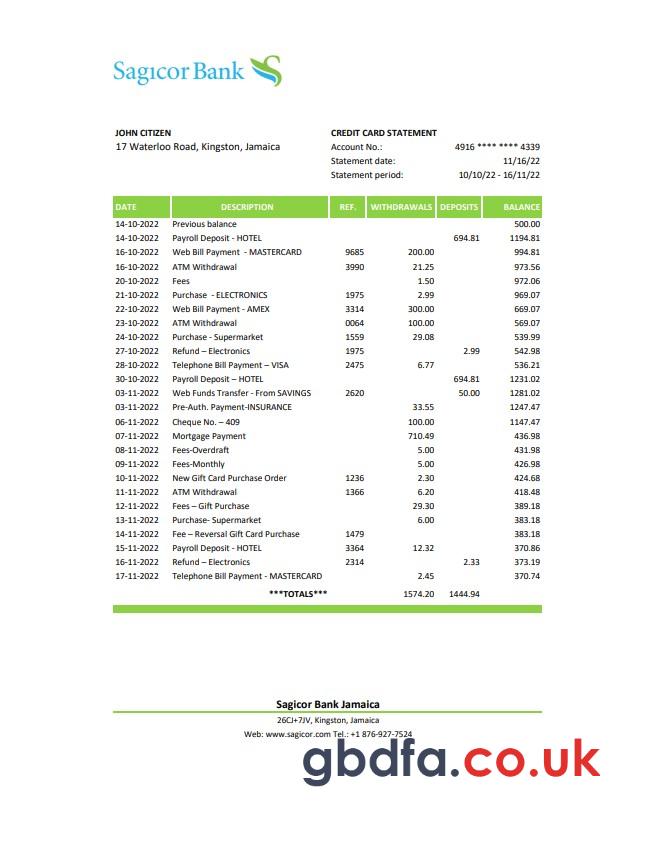 Sagicor Bank
JOHN CITIZEN
17 Waterloo Road, Kingston, Jamaica
CREDIT CARD STATEMENT
Account No.: 4916 **** **** 4339
Statement date: 11/16/22
Statement period: 10/10/22 - 16/11/22
DATE DESCRIPTION REF. WITHDRAWALS DEPOSITS BALANCE
14-10-2022 Previous balance 500.00
14-10-2022 Payroll Deposit - HOTEL 694.81 1194.81
16-10-2022 Web Bill Payment - MASTERCARD 9685 200.00 994.81
16-10-2022 ATM Withdrawal 3990 21.25 973.56
20-10-2022 Fees 1.50 972.06
21-10-2022 Purchase - ELECTRONICS 1975 2.99 969.07
22-10-2022 Web Bill Payment - AMEX 3314 300.00 669.07
23-10-2022 ATM Withdrawal 0064 100.00 569.07
24-10-2022 Purchase - Supermarket 1559 29.08 539.99
27-10-2022 Refund – Electronics 1975 2.99 542.98
28-10-2022 Telephone Bill Payment – VISA 2475 6.77 536.21
30-10-2022 Payroll Deposit – HOTEL 694.81 1231.02
03-11-2022 Web Funds Transfer - From SAVINGS 2620 50.00 1281.02
03-11-2022 Pre-Auth. Payment-INSURANCE 33.55 1247.47
06-11-2022 Cheque No. – 409 100.00 1147.47
07-11-2022 Mortgage Payment 710.49 436.98
08-11-2022 Fees-Overdraft 5.00 431.98
09-11-2022 Fees-Monthly 5.00 426.98
10-11-2022 New Gift Card Purchase Order 1236 2.30 424.68
11-11-2022 ATM Withdrawal 1366 6.20 418.48
12-11-2022 Fees – Gift Purchase 29.30 389.18
13-11-2022 Purchase- Supermarket 6.00 383.18
14-11-2022 Fee – Reversal Gift Card Purchase 1479 383.18
15-11-2022 Payroll Deposit - HOTEL 3364 12.32 370.86
16-11-2022 Refund – Electronics 2314 2.33 373.19
17-11-2022 Telephone Bill Payment - MASTERCARD 2.45 370.74
***TOTALS*** 1574.20 1444.94
Sagicor Bank Jamaica
26CJ+7JV, Kingston, Jamaica
Web: www.sagicor.com Tel.: +1 876-927-7524
gbdfa.co.uk